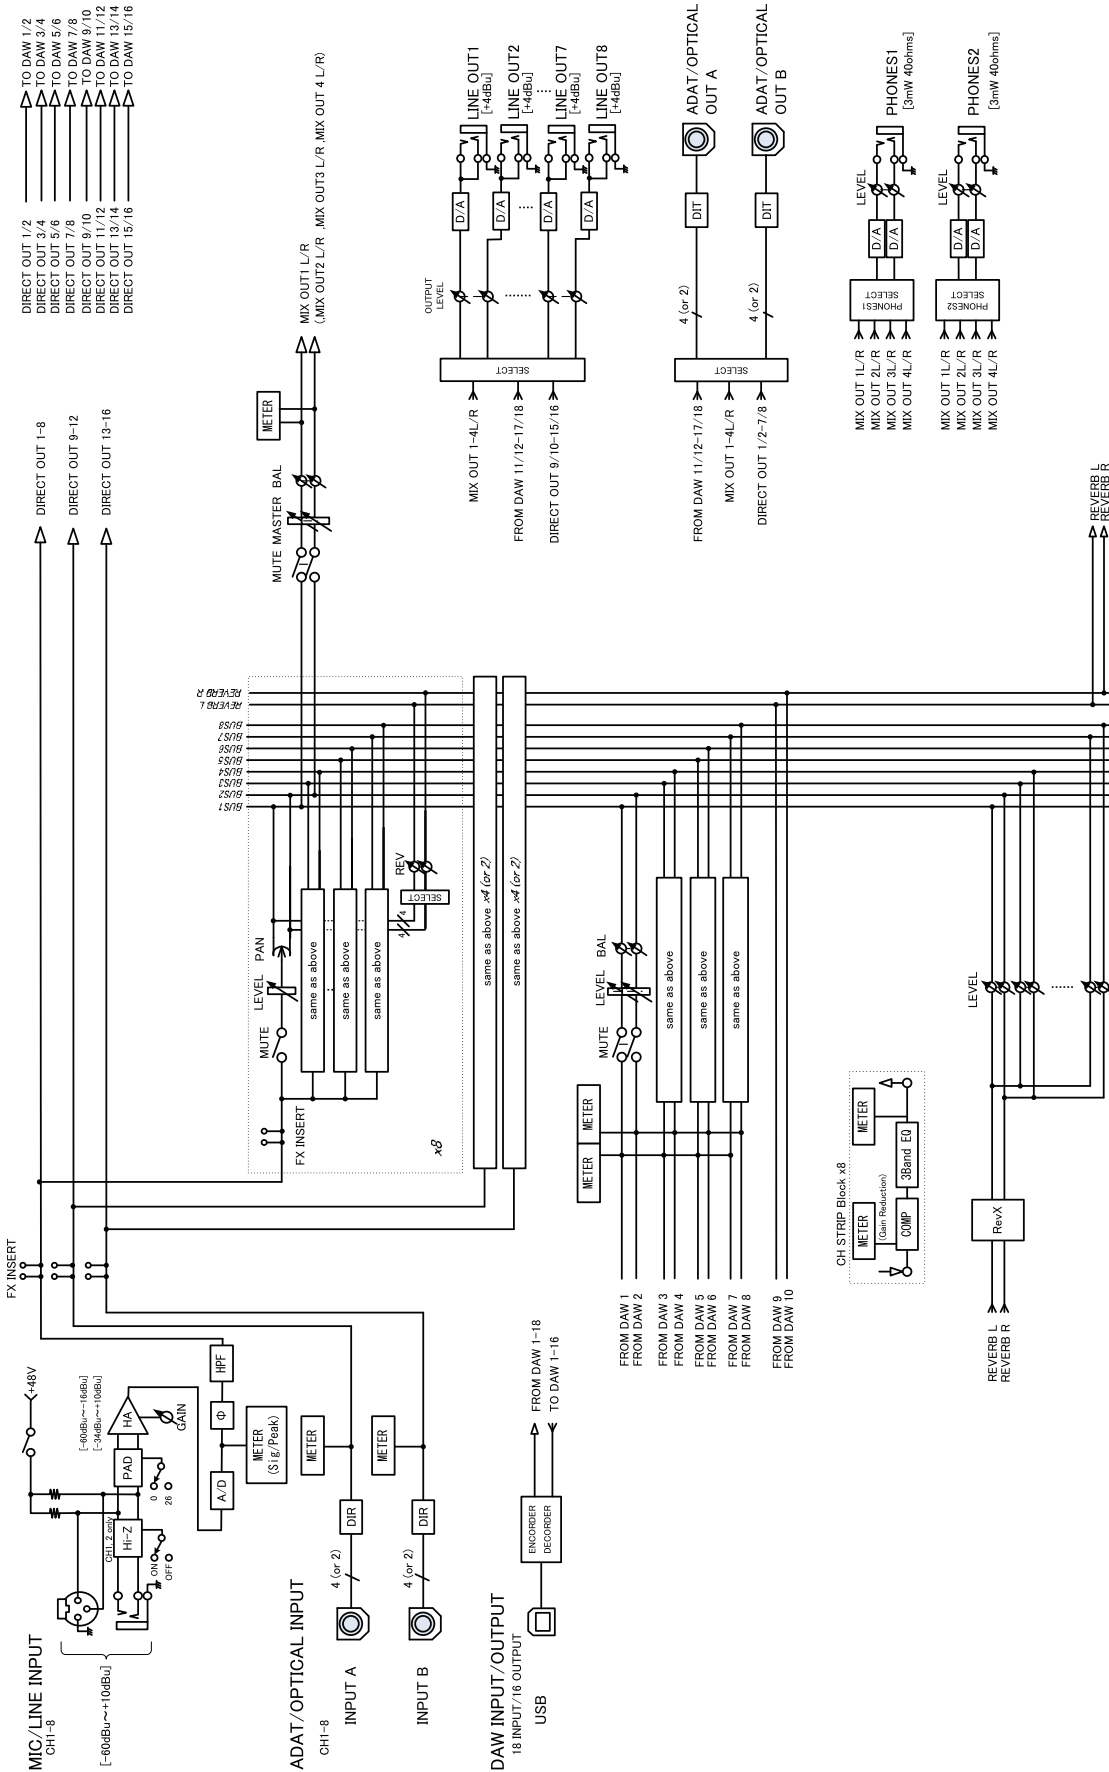 MIC/LINE INPUT
CH1-8
[-60dBu～+10dBu]
CH1, 2 only
Hi-Z
ON
OFF
PAD
0
26
+48V
[-60dBu～-16dBu]
[-34dBu～+10dBu]
HA
GAIN
A/D
Φ
HPF
METER
(Sig/Peak)
FX INSERT
ADAT/OPTICAL INPUT
CH1-8
INPUT A
4 (or 2)
DIR
METER
INPUT B
4 (or 2)
DIR
METER
DAW INPUT/OUTPUT
18 INPUT/16 OUTPUT
USB
ENCORDER
DECORDER
FROM DAW 1-18
TO DAW 1-16
DIRECT OUT 1-8
DIRECT OUT 9-12
DIRECT OUT 13-16
DIRECT OUT 1/2
TO DAW 1/2
DIRECT OUT 3/4
TO DAW 3/4
DIRECT OUT 5/6
TO DAW 5/6
DIRECT OUT 7/8
TO DAW 7/8
DIRECT OUT 9/10
TO DAW 9/10
DIRECT OUT 11/12
TO DAW 11/12
DIRECT OUT 13/14
TO DAW 13/14
DIRECT OUT 15/16
TO DAW 15/16
FX INSERT
MUTE
LEVEL
PAN
same as above
same as above
same as above
x8
4
4
SELECT
REV
REVERB R
REVERB L
BUS8
BUS7
BUS6
BUS5
BUS4
BUS3
BUS2
BUS1
same as above x4 (or 2)
same as above x4 (or 2)
MUTE
MASTER
BAL
METER
MIX OUT1 L/R
(,MIX OUT2 L/R ,MIX OUT3 L/R ,MIX OUT 4 L/R)
MIX OUT 1-4L/R
FROM DAW 11/12-17/18
DIRECT OUT 9/10-15/16
SELECT
OUTPUT
LEVEL
D/A
D/A
D/A
D/A
LINE OUT1
[+4dBu]
LINE OUT2
[+4dBu]
LINE OUT7
[+4dBu]
LINE OUT8
[+4dBu]
FROM DAW 11/12-17/18
MIX OUT 1-4L/R
DIRECT OUT 1/2-7/8
SELECT
4 (or 2)
4 (or 2)
DIT
DIT
ADAT/OPTICAL
OUT A
ADAT/OPTICAL
OUT B
MIX OUT 1L/R
MIX OUT 2L/R
MIX OUT 3L/R
MIX OUT 4L/R
PHONES1
SELECT
D/A
D/A
LEVEL
PHONES1
[3mW 40ohms]
MIX OUT 1L/R
MIX OUT 2L/R
MIX OUT 3L/R
MIX OUT 4L/R
PHONES2
SELECT
D/A
D/A
LEVEL
PHONES2
[3mW 40ohms]
FROM DAW 1
FROM DAW 2
FROM DAW 3
FROM DAW 4
FROM DAW 5
FROM DAW 6
FROM DAW 7
FROM DAW 8
FROM DAW 9
FROM DAW 10
METER
METER
MUTE
LEVEL
BAL
same as above
same as above
same as above
CH STRIP Block x8
METER
(Gain Reduction)
COMP
3Band EQ
METER
REVERB L
REVERB R
RevX
LEVEL
REVERB L
REVERB R